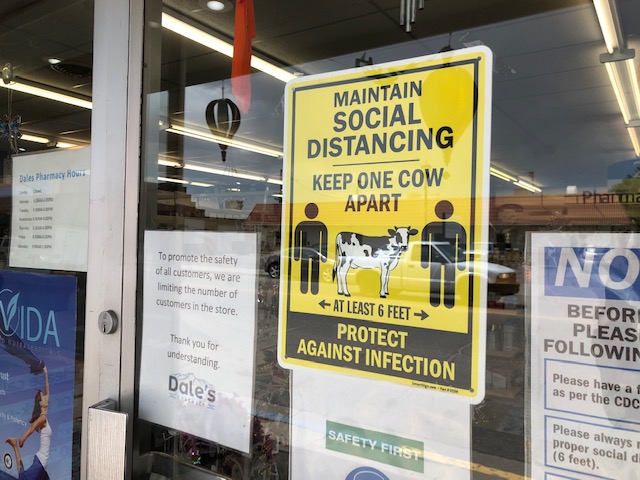 Dale's
Dales Pharmacy Hours
VIDA
To promote the safety
of all customers, we are
limiting the number of
customers in the store.
Thank you for
understanding.
Dale's
MAINTAIN
SOCIAL
DISTANCING
KEEP ONE COW
APART
AT LEAST 6 FEET
PROTECT
AGAINST INFECTION
SAFETY FIRST
Pharma
NO
BEFOR
PLEAS
FOLLOWIN
Please have a
as per the CDC
Please always
proper social di
(6 feet).